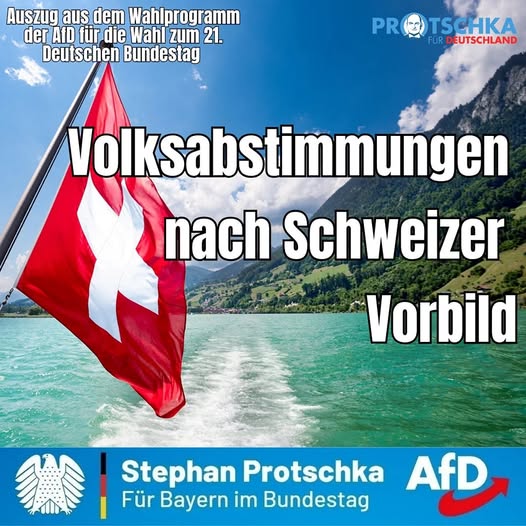 Auszug aus dem Wahlprogramm
der AfD für die Wahl zum 21.
Deutschen Bundestag
PROTSCHKA
FÜR DEUTSCHLAND
Volksabstimmungen
nach Schweizer
Vorbild
Stephan Protschka
Für Bayern im Bundestag
AfD